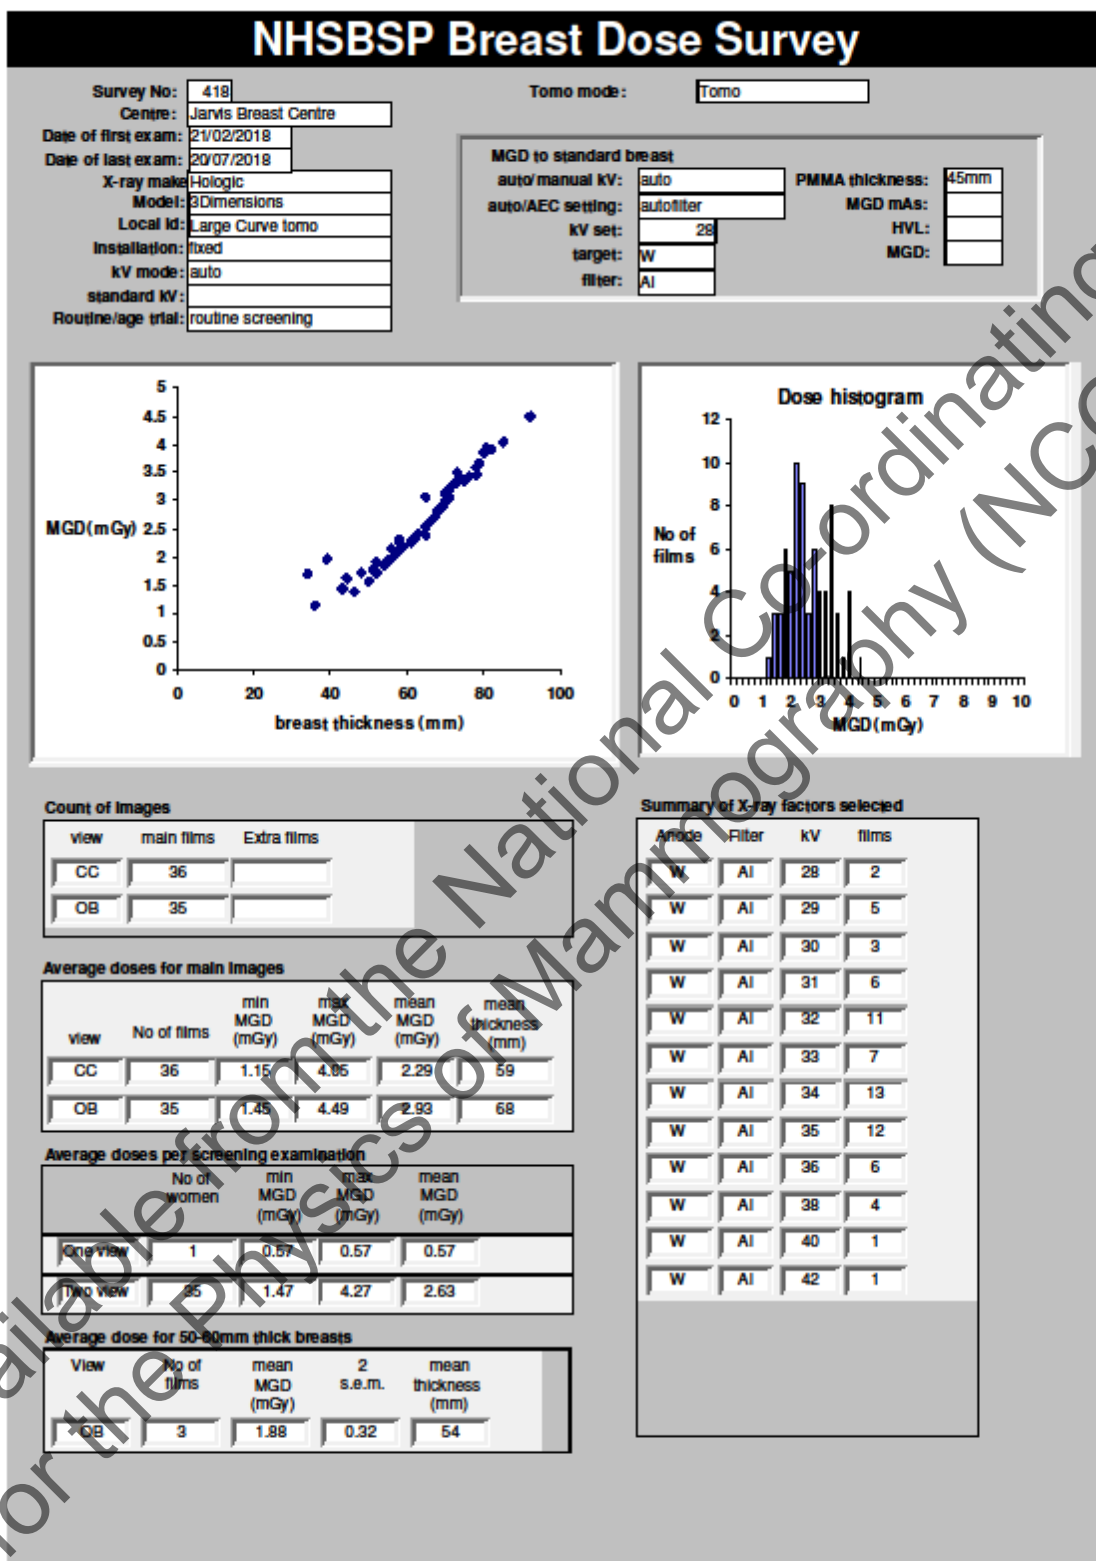 NHSBSP Breast Dose Survey
Survey No: 418
Centre: Jarvis Breast Centre
Date of first exam: 21/02/2018
Date of last exam: 20/07/2018
X-ray make Hologic
Model: 3Dimensions
Local Id: Large Curve tomo
Installation: fixed
kV mode: auto
standard kV:
Routine/age trial: routine screening
Tomo mode: Tomo
MGD to standard breast
auto/manual kV: auto
auto/AEC setting: autofilter
kV set: 28
target: W
filter: Al
PMMA thickness: 45mm
MGD mAs:
HVL:
MGD:
5
4.5
4
3.5
3
MGD(mGy) 2.5
2
1.5
1
0.5
0
0 20 40 60 80 100
breast thickness (mm)
Dose histogram
12
10
8
No of
films
6
4
2
0
0 1 2 3 4 5 6 7 8 9 10
MGD(mGy)
Count of Images
view main films Extra films
CC 36
OB 35
Average doses for main Images
view No of films min MGD (mGy) max MGD (mGy) mean MGD (mGy) mean thickness (mm)
CC 36 1.15 4.05 2.29 59
OB 35 1.45 4.49 2.93 68
Average doses per screening examination
No of women min MGD (mGy) max MGD (mGy) mean MGD (mGy)
One view 1 0.57 0.57 0.57
Two view 35 1.47 4.27 2.63
Average dose for 50-60mm thick breasts
View No of films mean MGD (mGy) 2 s.e.m. mean thickness (mm)
OB 3 1.88 0.32 54
Summary of X-ray factors selected
Anode Filter kV films
W Al 28 2
W Al 29 5
W Al 30 3
W Al 31 6
W Al 32 11
W Al 33 7
W Al 34 13
W Al 35 12
W Al 36 6
W Al 38 4
W Al 40 1
W Al 42 1
from the National Co-ordinating
for the Physics of Mammography